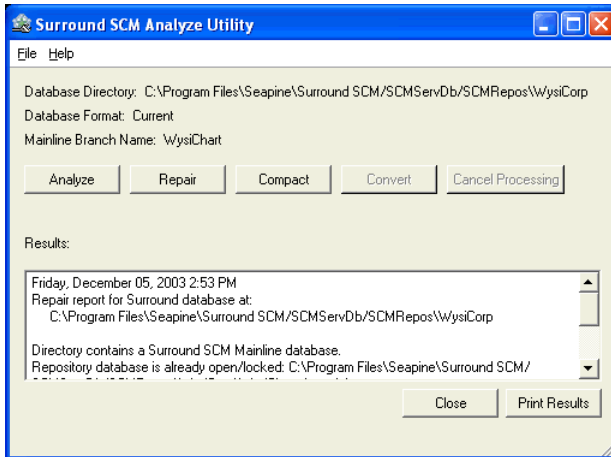 Surround SCM Analyze Utility
File Help
Database Directory: C:\Program Files\Seapine\Surround SCM/SCMServDb/SCMRepos\WysiCorp
Database Format: Current
Mainline Branch Name: WysiChart
Analyze Repair Compact Convert Cancel Processing
Results:
Friday, December 05, 2003 2:53 PM
Repair report for Surround database at:
C:\Program Files\Seapine\Surround SCM/SCMServDb/SCMRepos\WysiCorp
Directory contains a Surround SCM Mainline database.
Repository database is already open/locked: C:\Program Files\Seapine\Surround SCM/
Close Print Results